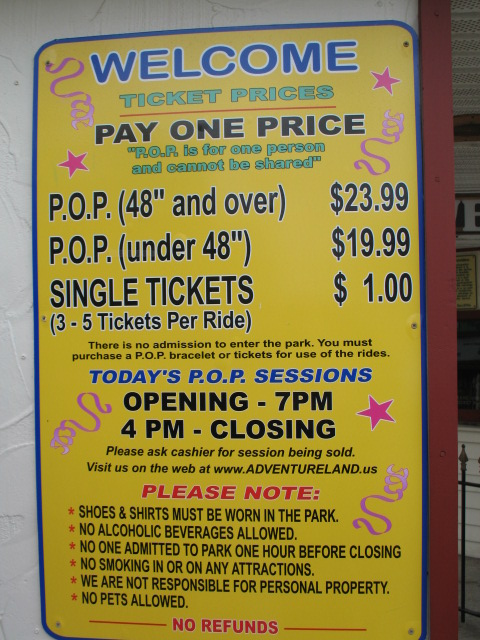 WELCOME
TICKET PRICES
PAY ONE PRICE
"P.O.P. is for one person
and cannot be shared"
P.O.P. (48" and over) $23.99
P.O.P. (under 48") $19.99
SINGLE TICKETS $ 1.00
(3 - 5 Tickets Per Ride)
There is no admission to enter the park. You must
purchase a P.O.P. bracelet or tickets for use of the rides.
TODAY'S P.O.P. SESSIONS
OPENING - 7PM
4 PM - CLOSING
Please ask cashier for session being sold.
Visit us on the web at www.ADVENTURELAND.us
PLEASE NOTE:
* SHOES & SHIRTS MUST BE WORN IN THE PARK.
* NO ALCOHOLIC BEVERAGES ALLOWED.
* NO ONE ADMITTED TO PARK ONE HOUR BEFORE CLOSING
* NO SMOKING IN OR ON ANY ATTRACTIONS.
* WE ARE NOT RESPONSIBLE FOR PERSONAL PROPERTY.
* NO PETS ALLOWED.
NO REFUNDS